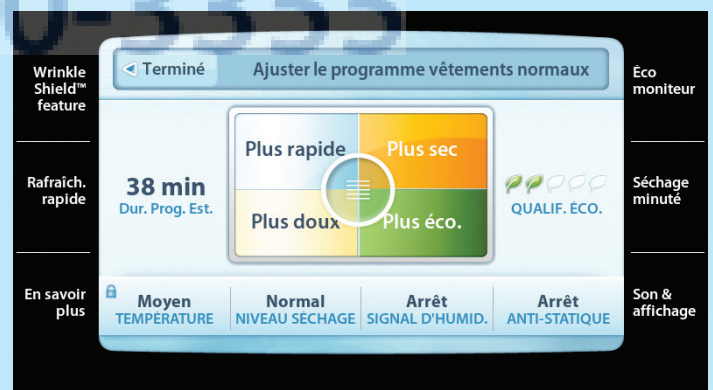 0-3355
Terminé
Ajuster le programme vêtements normaux
Wrinkle
Shield™
feature
Rafraîch.
rapide
En savoir
plus
38 min
Dur. Prog. Est.
Plus rapide
Plus sec
Plus doux
Plus éco.
QUALIF. ÉCO.
Éco
moniteur
Séchage
minuté
Son &
affichage
Moyen
TEMPÉRATURE
Normal
NIVEAU SÉCHAGE
Arrêt
SIGNAL D'HUMID.
Arrêt
ANTI-STATIQUE